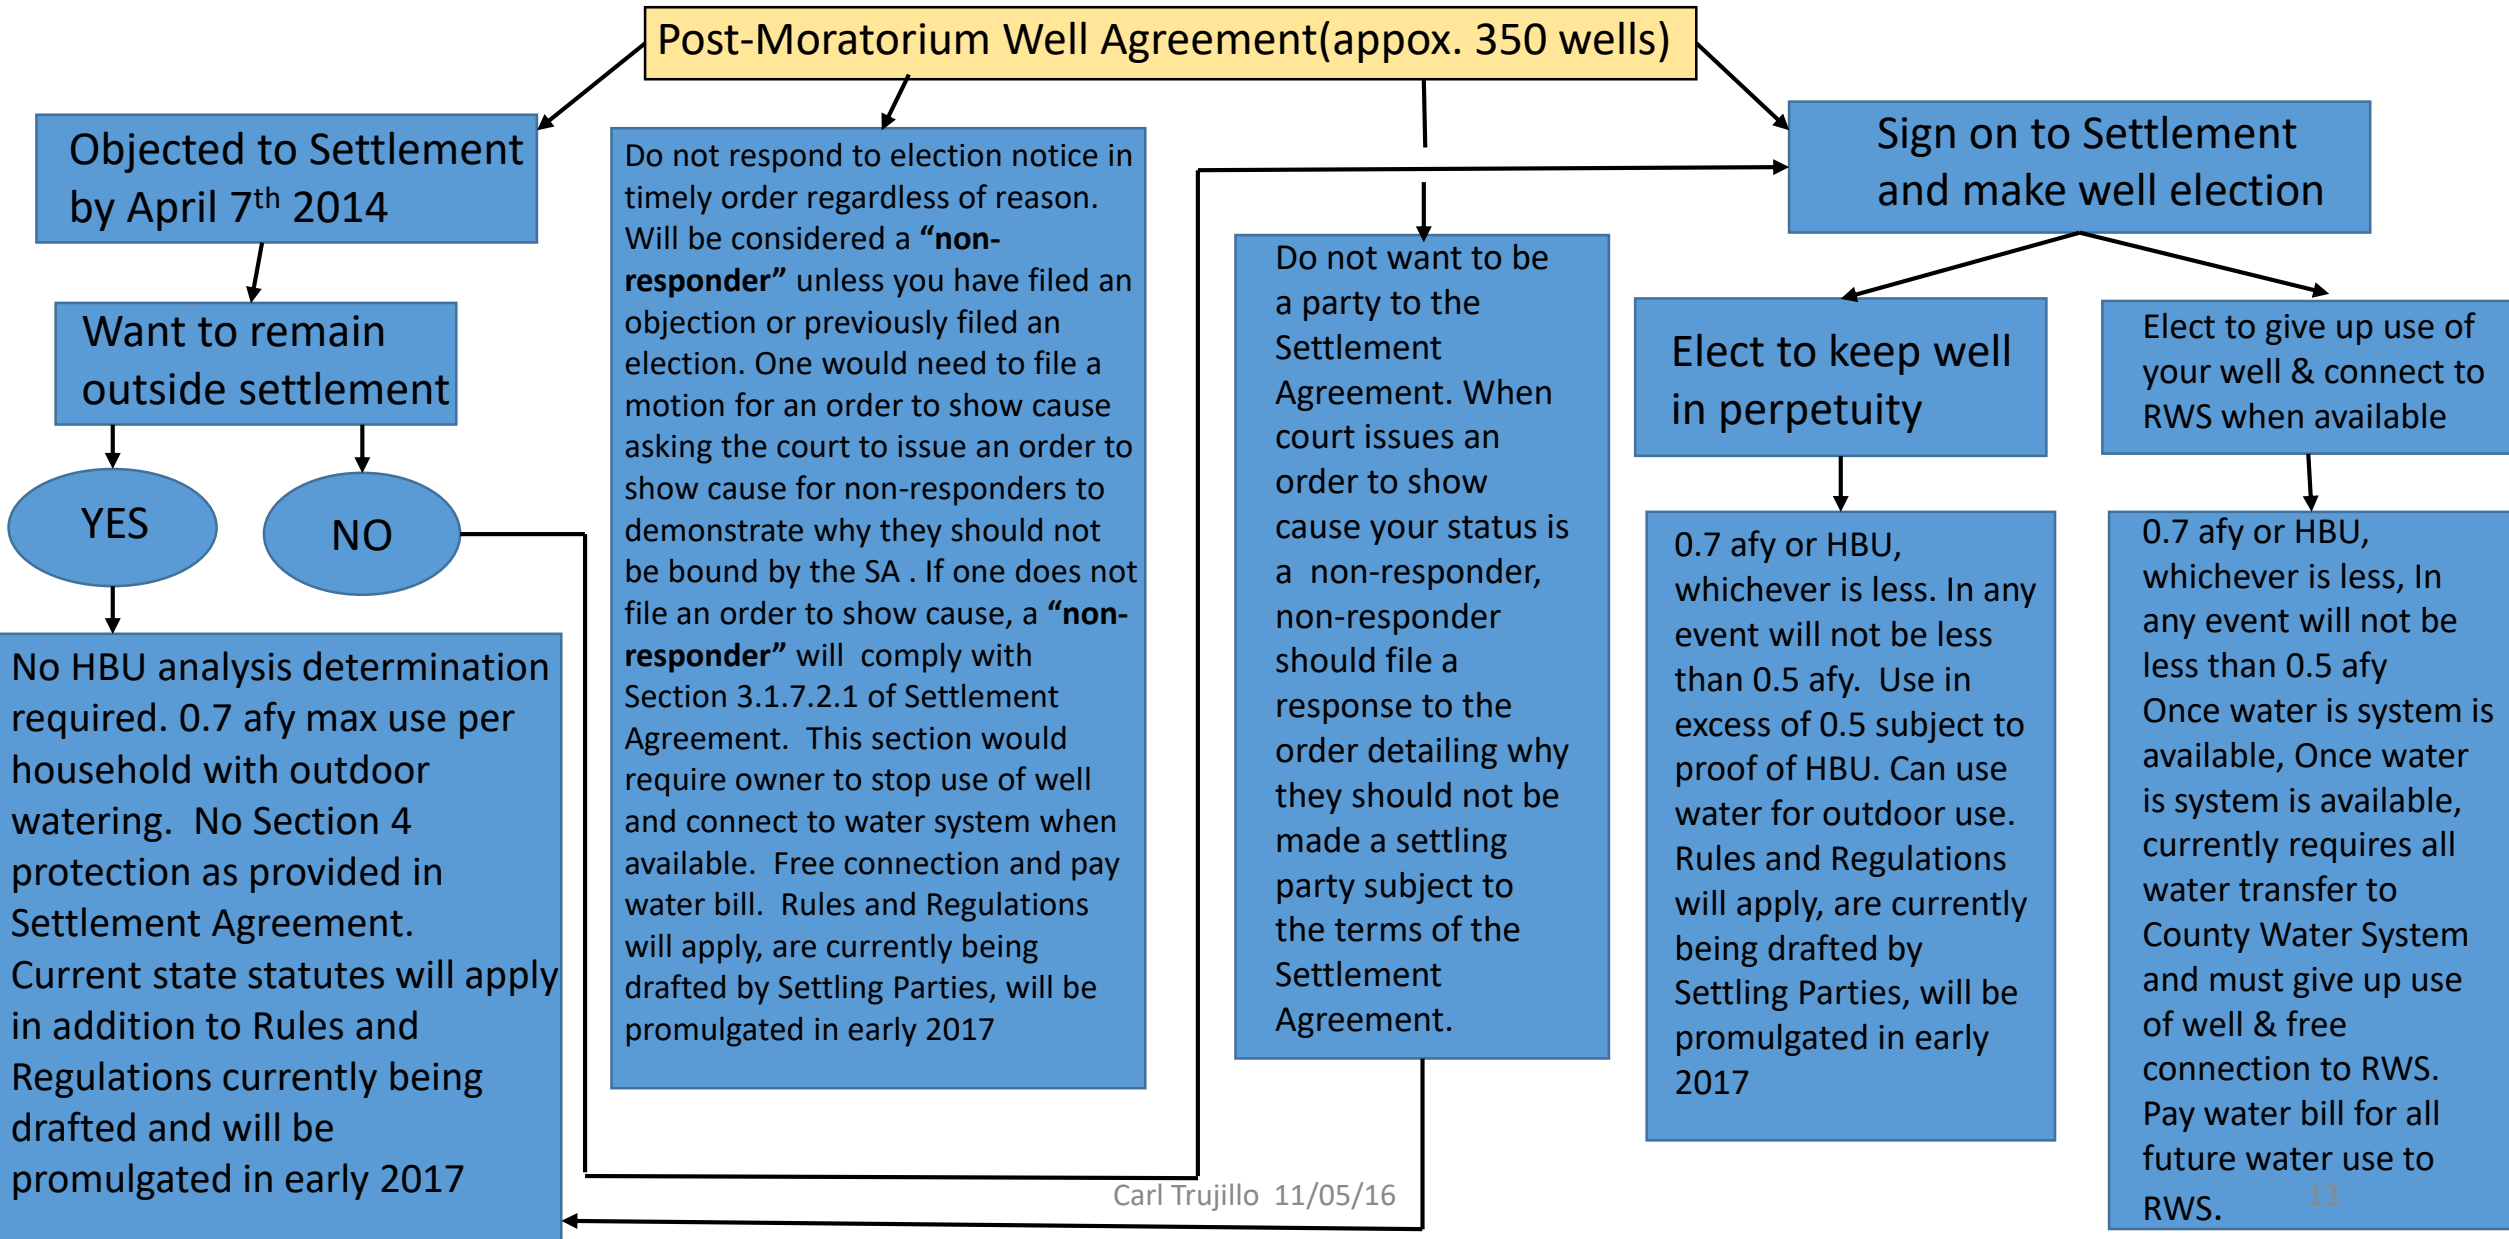 Post-Moratorium Well Agreement(appox. 350 wells)
Objected to Settlement
by April 7th 2014
Want to remain
outside settlement
YES
NO
No HBU analysis determination
required. 0.7 afy max use per
household with outdoor
watering.  No Section 4
protection as provided in
Settlement Agreement.
Current state statutes will apply
in addition to Rules and
Regulations currently being
drafted and will be
promulgated in early 2017
Do not respond to election notice in
timely order regardless of reason.
Will be considered a “non-
responder” unless you have filed an
objection or previously filed an
election. One would need to file a
motion for an order to show cause
asking the court to issue an order to
show cause for non-responders to
demonstrate why they should not
be bound by the SA . If one does not
file an order to show cause, a “non-
responder” will  comply with
Section 3.1.7.2.1 of Settlement
Agreement.  This section would
require owner to stop use of well
and connect to water system when
available.  Free connection and pay
water bill.  Rules and Regulations
will apply, are currently being
drafted by Settling Parties, will be
promulgated in early 2017
Do not want to be
a party to the
Settlement
Agreement. When
court issues an
order to show
cause your status is
a  non-responder,
non-responder
should file a
response to the
order detailing why
they should not be
made a settling
party subject to
the terms of the
Settlement
Agreement.
Sign on to Settlement
and make well election
Elect to keep well
in perpetuity
0.7 afy or HBU,
whichever is less. In any
event will not be less
than 0.5 afy.  Use in
excess of 0.5 subject to
proof of HBU. Can use
water for outdoor use.
Rules and Regulations
will apply, are currently
being drafted by
Settling Parties, will be
promulgated in early
2017
Elect to give up use of
your well & connect to
RWS when available
0.7 afy or HBU,
whichever is less, In
any event will not be
less than 0.5 afy
Once water is system is
available, Once water
is system is available,
currently requires all
water transfer to
County Water System
and must give up use
of well & free
connection to RWS.
Pay water bill for all
future water use to
RWS.
Carl Trujillo  11/05/16
13